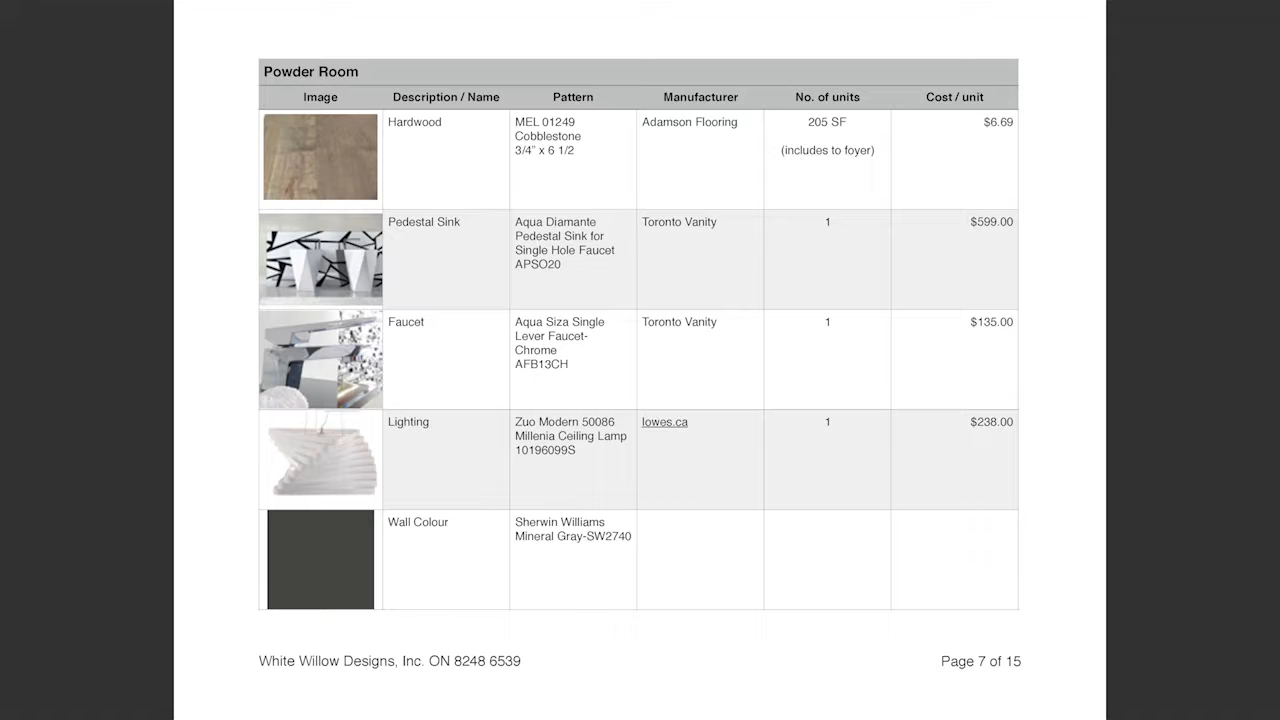 Powder Room
Image Description / Name Pattern Manufacturer No. of units Cost / unit
Hardwood
MEL 01249
Cobblestone
3/4" x 6 1/2
Adamson Flooring
205 SF
(includes to foyer)
$6.69
Pedestal Sink
Aqua Diamante
Pedestal Sink for
Single Hole Faucet
APSO20
Toronto Vanity
1
$599.00
Faucet
Aqua Siza Single
Lever Faucet-
Chrome
AFB13CH
Toronto Vanity
1
$135.00
Lighting
Zuo Modern 50086
Millenia Ceiling Lamp
10196099S
lowes.ca
1
$238.00
Wall Colour
Sherwin Williams
Mineral Gray-SW2740
White Willow Designs, Inc. ON 8248 6539
Page 7 of 15